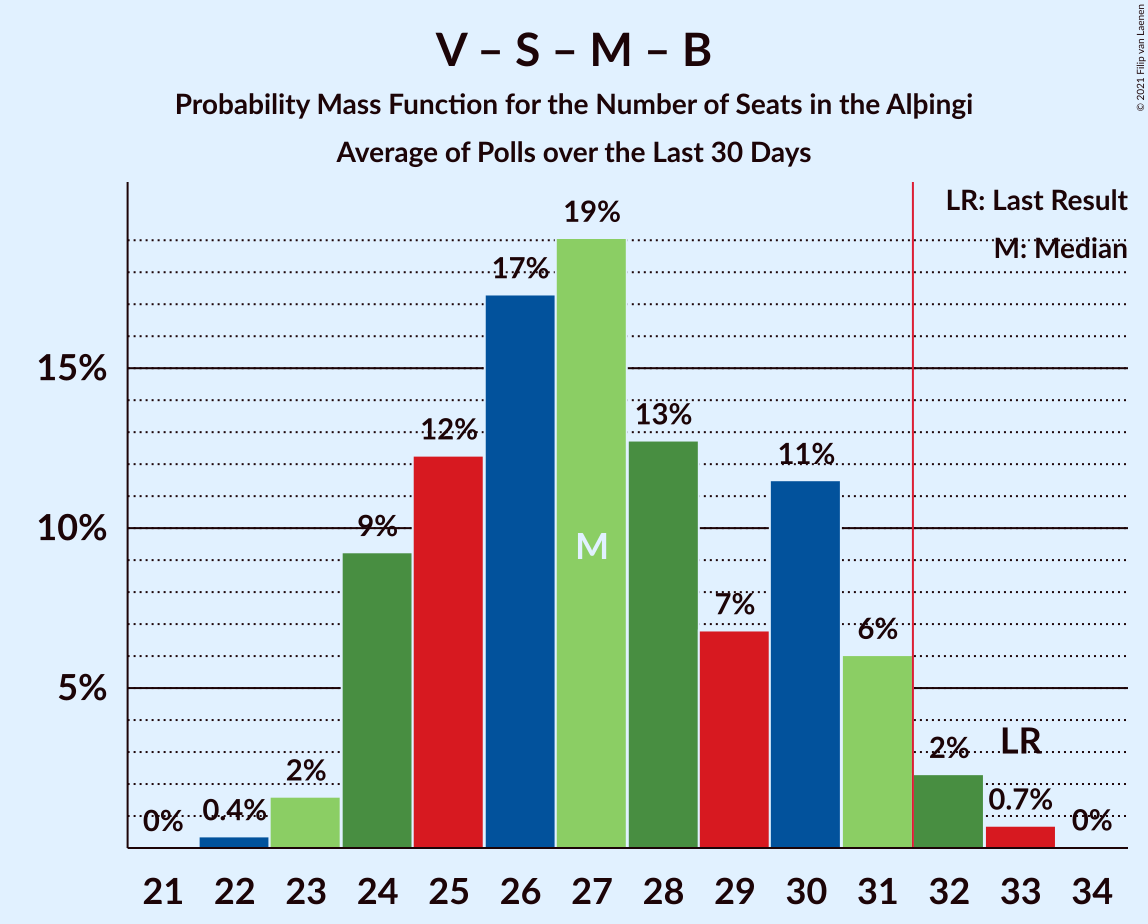 V – S – M – B
Probability Mass Function for the Number of Seats in the Alþingi
Average of Polls over the Last 30 Days
© 2021 Filip van Laenen
LR: Last Result
M: Median
19%
17%
15%
13%
12%
11%
10%
9%
M
7%
6%
5%
LR
2%
2%
0.7%
0.4%
0%
0%
21 22 23 24 25 26 27 28 29 30 31 32 33 34